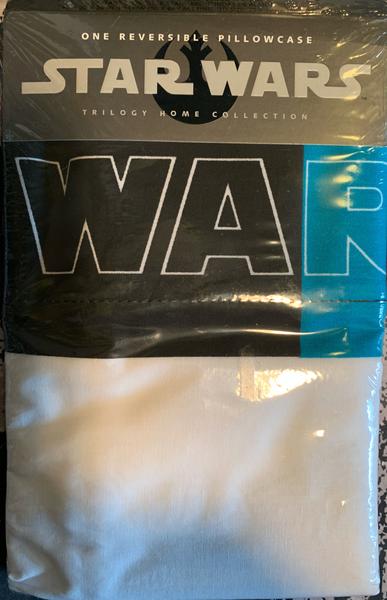 ONE REVERSIBLE PILLOWCASE
STAR WARS
TRILOGY HOME COLLECTION
WAR